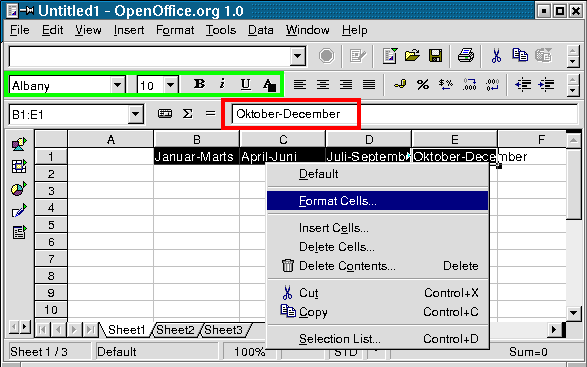 Untitled1 - OpenOffice.org 1.0
File Edit View Insert Format Tools Data Window Help
Albany 10 B i U A
B1:E1 Σ = Oktober-December
A B C D E F
1 Januar-Marts April-Juni Juli-Septembe Oktober-December
2
3
4
5
6
7
8
9
10
Default
Format Cells...
Insert Cells...
Delete Cells...
Delete Contents... Delete
Cut Control+X
Copy Control+C
Selection List... Control+D
Sheet1 Sheet2 Sheet3
Sheet 1 / 3 Default 100% STD * Sum=0